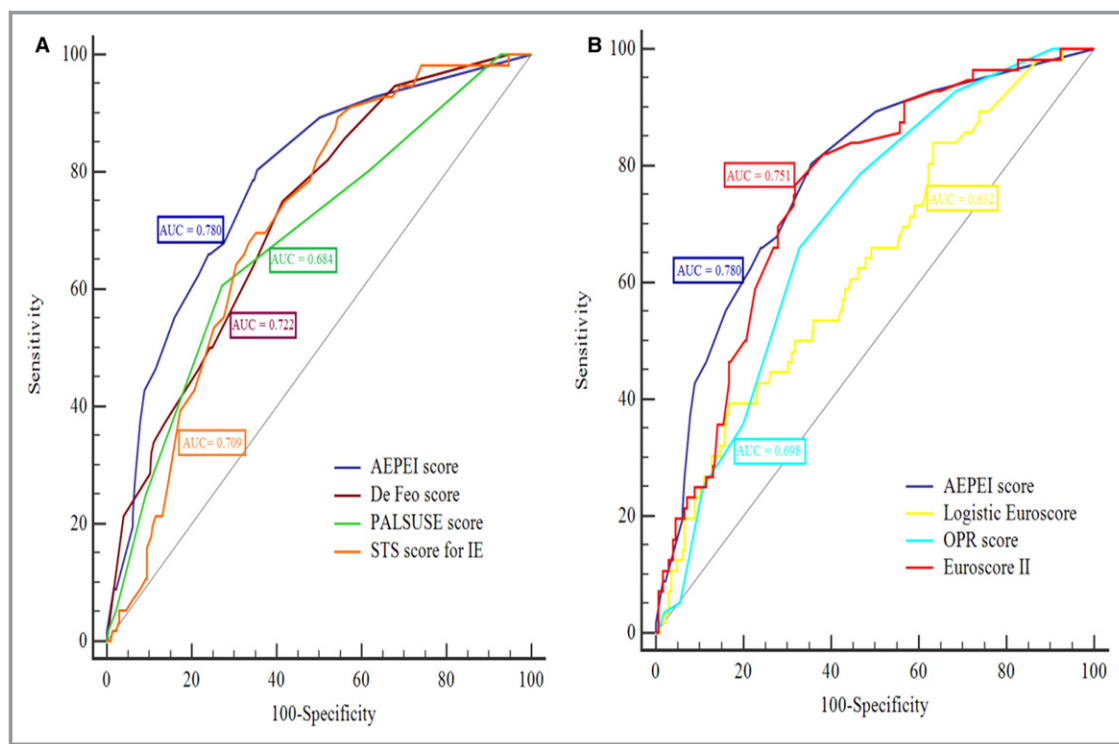 A
100
80
60
40
20
0
Sensitivity
AUC = 0.780
AUC = 0.684
AUC = 0.722
AUC= 0.709
AEPEI score
De Feo score
PALSUSE score
STS score for IE
0 20 40 60 80 100
100-Specificity
B
100
80
60
40
20
0
Sensitivity
AUC = 0.751
AUC = 0.632
AUC = 0.780
AUC = 0.698
AEPEI score
Logistic Euroscore
OPR score
Euroscore II
0 20 40 60 80 100
100-Specificity